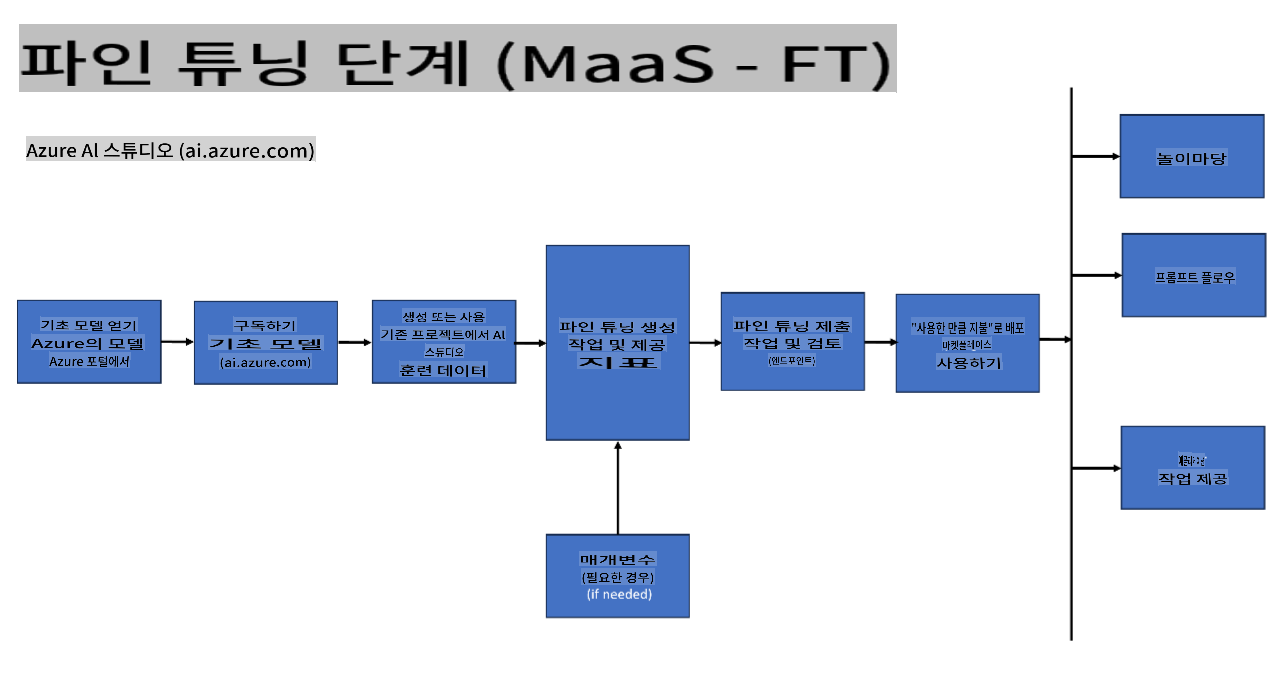 파인 튜닝 단계 (MaaS - FT)
Azure AI 스튜디오 (ai.azure.com)
기초 모델 얻기
Azure의 모델
Azure 포털에서
구독하기
기초 모델
(ai.azure.com)
생성 또는 사용
기존 프로젝트에서 AI
스튜디오
훈련 데이터
파인 튜닝 생성
작업 및 제공
지표
매개변수
(필요한 경우)
(if needed)
파인 튜닝 제출
작업 및 검토
(엔드포인트)
"사용한 만큼 지불"로 배포
마켓플레이스
사용하기
놀이마당
프롬프트 플로우
작업 제공